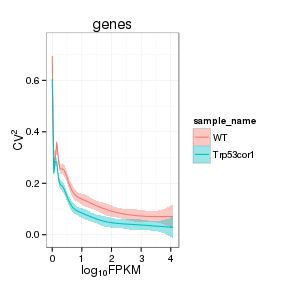 genes
CV²
0.6
0.4
0.2
0.0
0 1 2 3 4
log₁₀FPKM
sample_name
WT
Trp53cor1